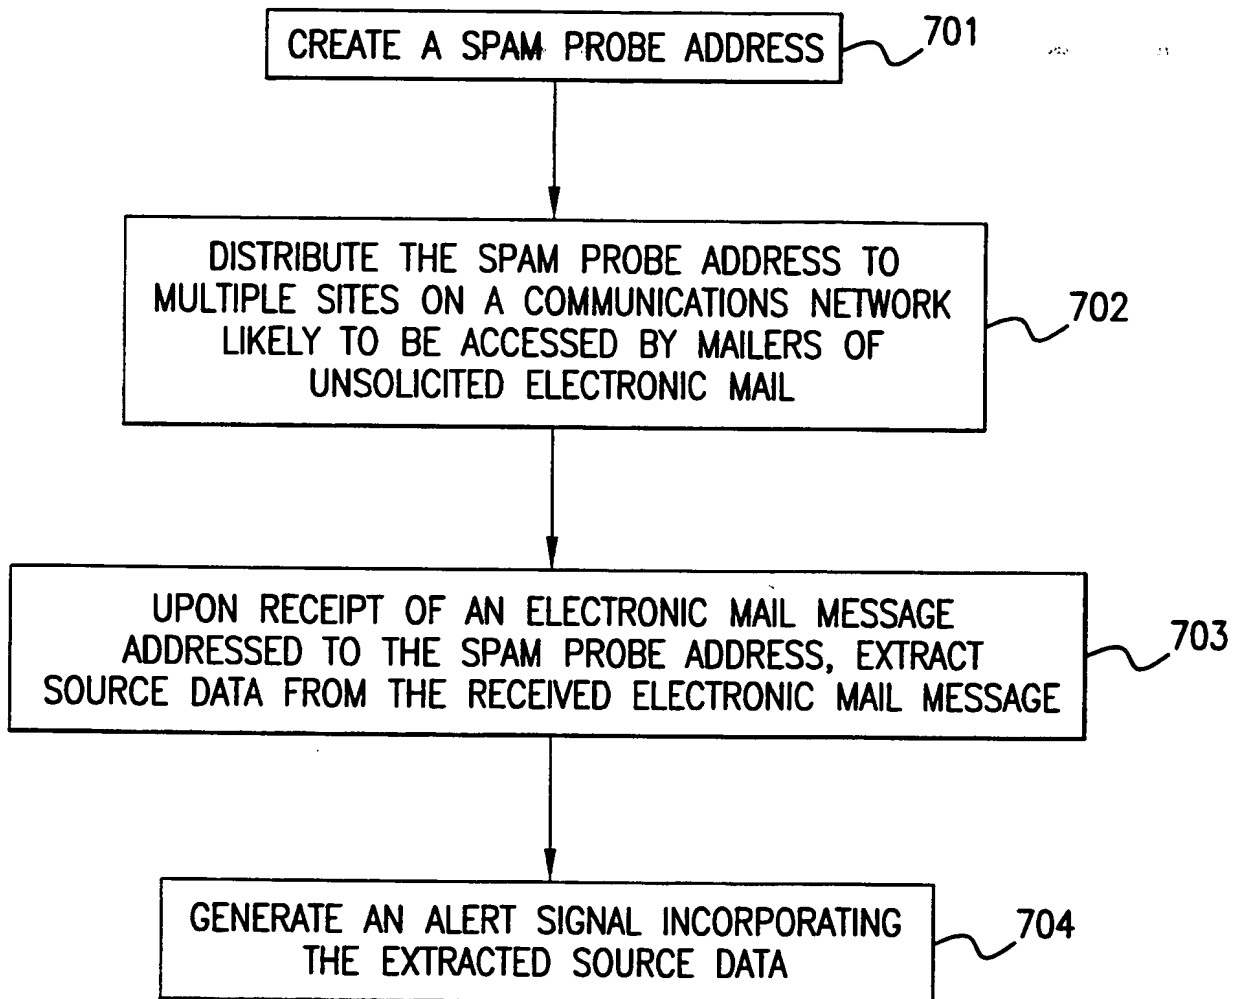 CREATE A SPAM PROBE ADDRESS
701
DISTRIBUTE THE SPAM PROBE ADDRESS TO
MULTIPLE SITES ON A COMMUNICATIONS NETWORK
LIKELY TO BE ACCESSED BY MAILERS OF
UNSOLICITED ELECTRONIC MAIL
702
UPON RECEIPT OF AN ELECTRONIC MAIL MESSAGE
ADDRESSED TO THE SPAM PROBE ADDRESS, EXTRACT
SOURCE DATA FROM THE RECEIVED ELECTRONIC MAIL MESSAGE
703
GENERATE AN ALERT SIGNAL INCORPORATING
THE EXTRACTED SOURCE DATA
704